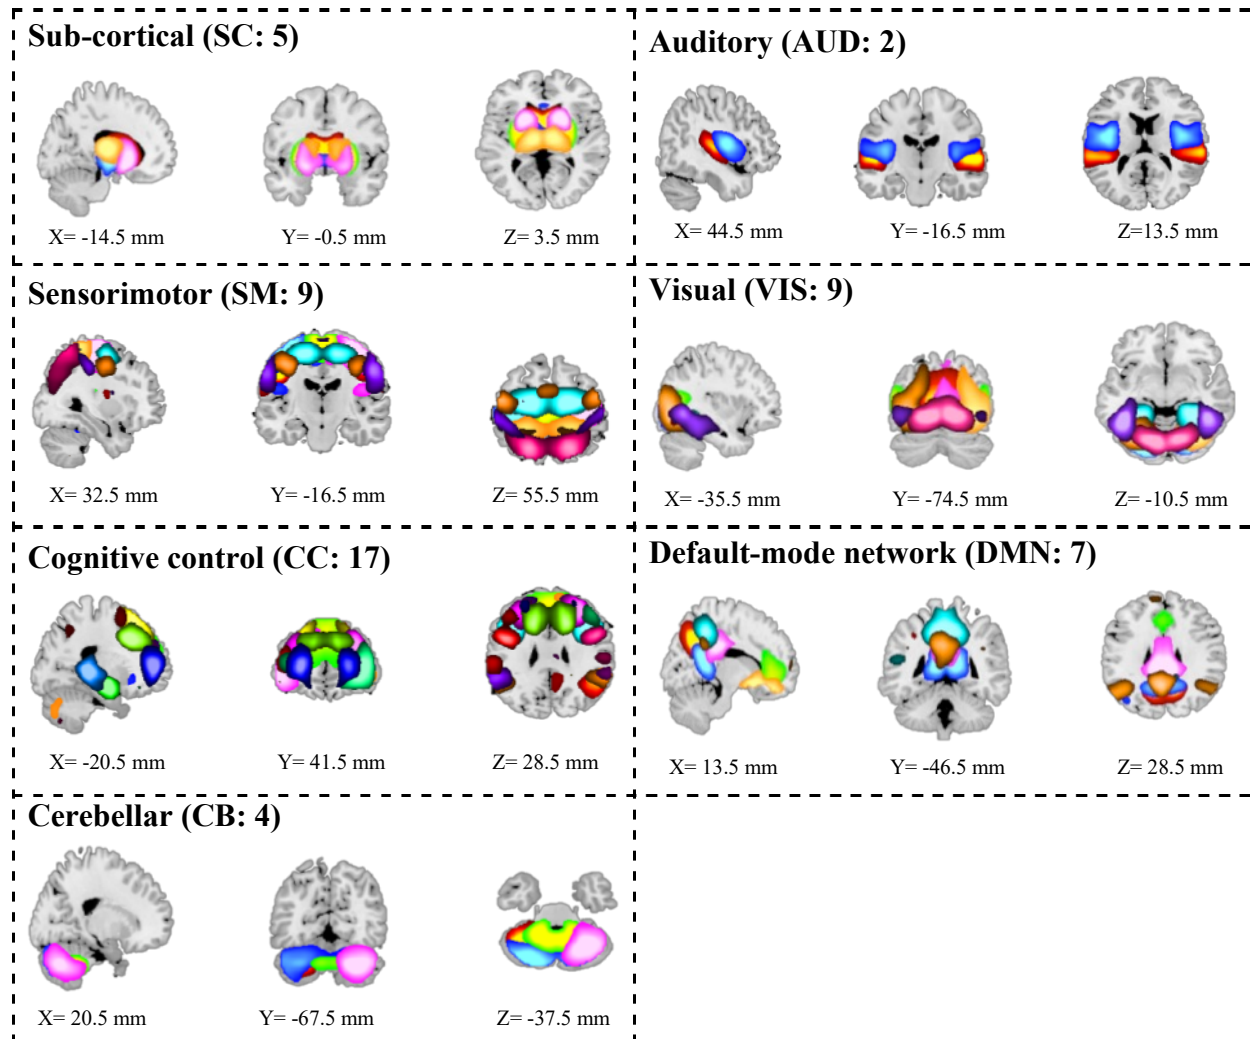 Sub-cortical (SC: 5)
X= -14.5 mm
Y= -0.5 mm
Z= 3.5 mm
Auditory (AUD: 2)
X= 44.5 mm
Y= -16.5 mm
Z=13.5 mm
Sensorimotor (SM: 9)
X= 32.5 mm
Y= -16.5 mm
Z= 55.5 mm
Visual (VIS: 9)
X= -35.5 mm
Y= -74.5 mm
Z= -10.5 mm
Cognitive control (CC: 17)
X= -20.5 mm
Y= 41.5 mm
Z= 28.5 mm
Default-mode network (DMN: 7)
X= 13.5 mm
Y= -46.5 mm
Z= 28.5 mm
Cerebellar (CB: 4)
X= 20.5 mm
Y= -67.5 mm
Z= -37.5 mm